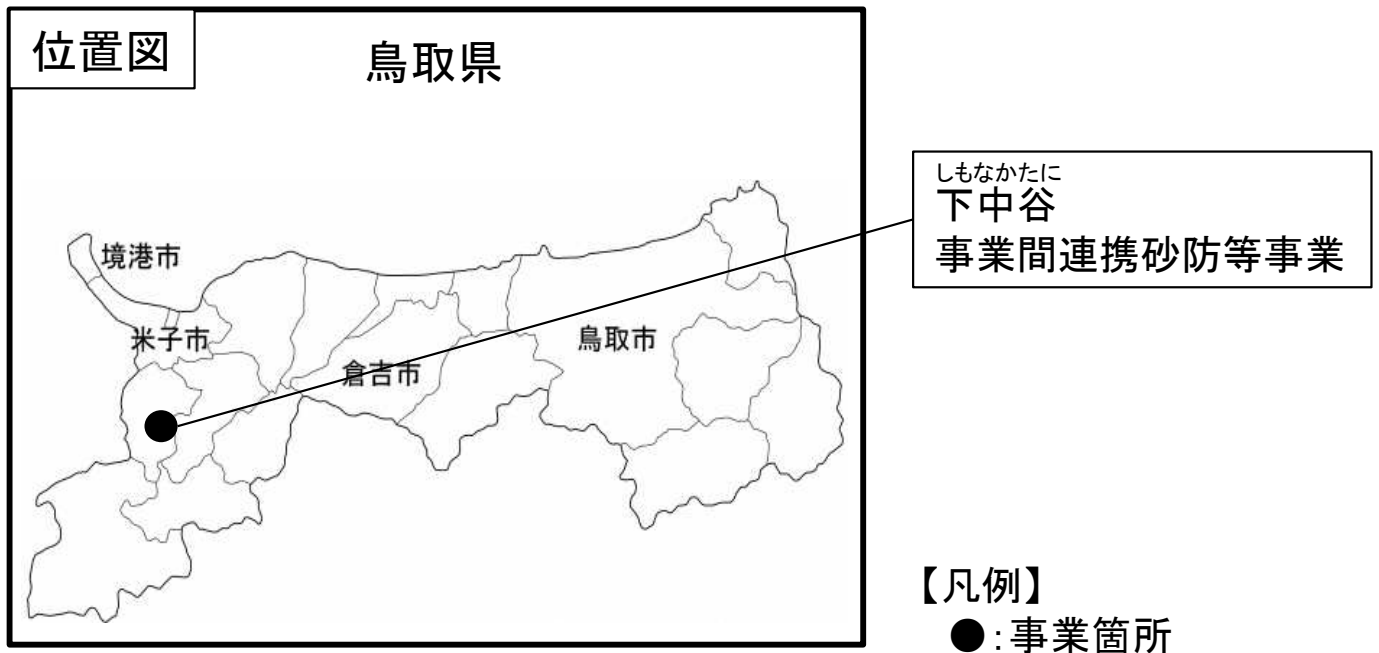 位置図
鳥取県
しもなかたに
下中谷
事業間連携砂防等事業
境港市
米子市
鳥取市
倉吉市
【凡例】
●:事業箇所